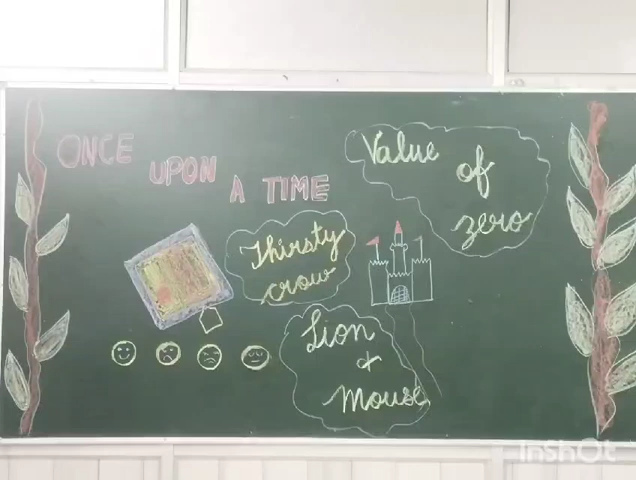 ONCE
UPON
A TIME
Value
of
zero
Thirsty
crow
Lion
&
Mouse
InShOt